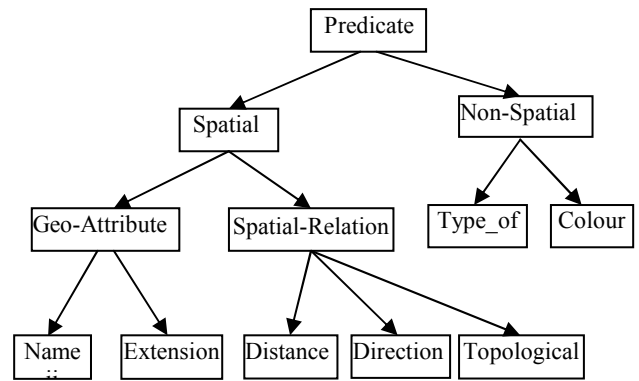 Predicate
Spatial
Non-Spatial
Geo-Attribute
Spatial-Relation
Type_of
Colour
Name
Extension
Distance
Direction
Topological